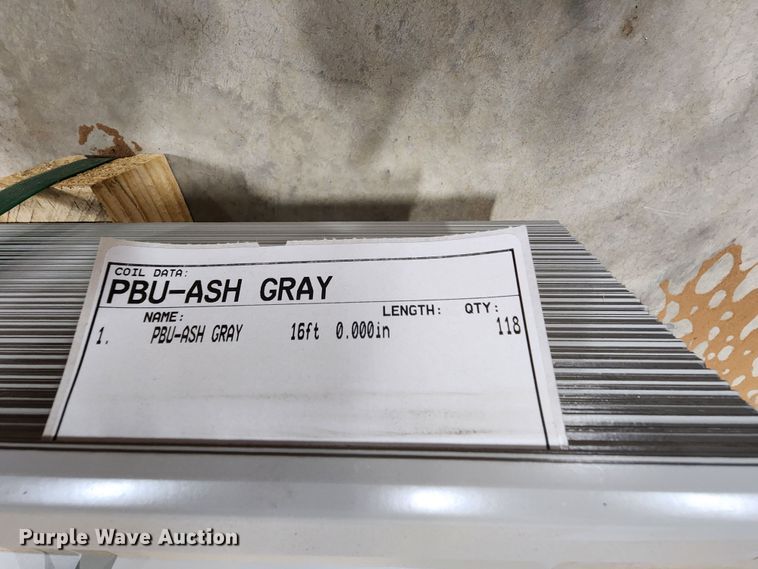 COIL DATA:
PBU-ASH GRAY
NAME: LENGTH: QTY:
1. PBU-ASH GRAY 16ft 0.000in 118
Purple Wave Auction